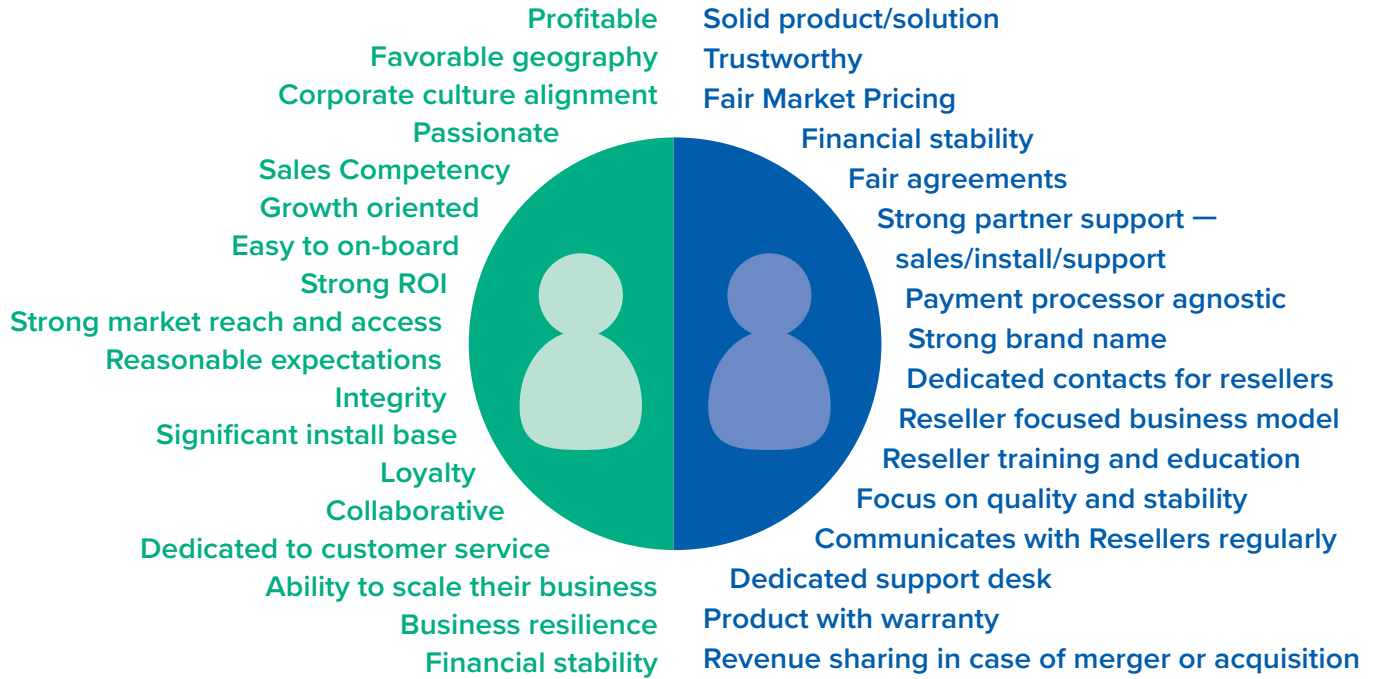 Profitable
Favorable geography
Corporate culture alignment
Passionate
Sales Competency
Growth oriented
Easy to on-board
Strong ROI
Strong market reach and access
Reasonable expectations
Integrity
Significant install base
Loyalty
Collaborative
Dedicated to customer service
Ability to scale their business
Business resilience
Financial stability
Solid product/solution
Trustworthy
Fair Market Pricing
Financial stability
Fair agreements
Strong partner support —
sales/install/support
Payment processor agnostic
Strong brand name
Dedicated contacts for resellers
Reseller focused business model
Reseller training and education
Focus on quality and stability
Communicates with Resellers regularly
Dedicated support desk
Product with warranty
Revenue sharing in case of merger or acquisition